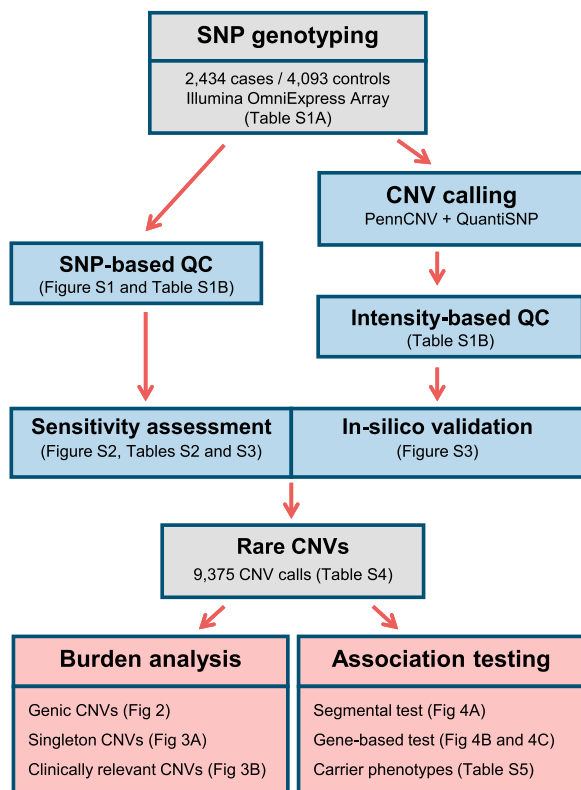 SNP genotyping
2,434 cases / 4,093 controls
Illumina OmniExpress Array
(Table S1A)
CNV calling
PennCNV + QuantiSNP
SNP-based QC
(Figure S1 and Table S1B)
Intensity-based QC
(Table S1B)
Sensitivity assessment
(Figure S2, Tables S2 and S3)
In-silico validation
(Figure S3)
Rare CNVs
9,375 CNV calls (Table S4)
Burden analysis
Genic CNVs (Fig 2)
Singleton CNVs (Fig 3A)
Clinically relevant CNVs (Fig 3B)
Association testing
Segmental test (Fig 4A)
Gene-based test (Fig 4B and 4C)
Carrier phenotypes (Table S5)